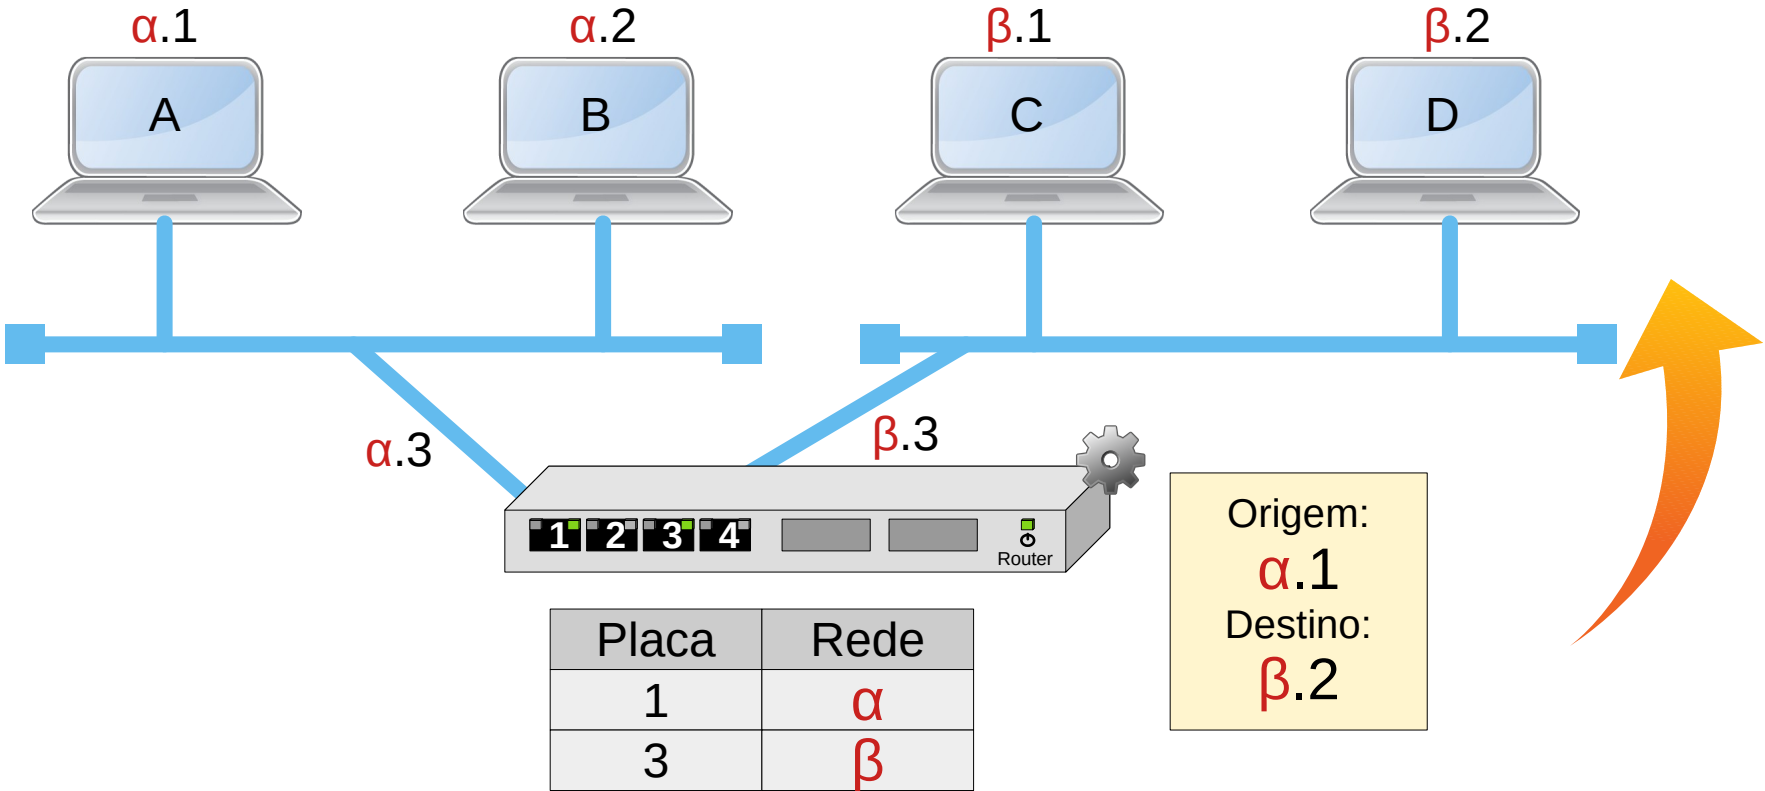 α.1
α.2
β.1
β.2
A
B
C
D
α.3
β.3
1 2 3 4
Router
Origem:
α.1
Destino:
β.2
Placa Rede
1 α
3 β